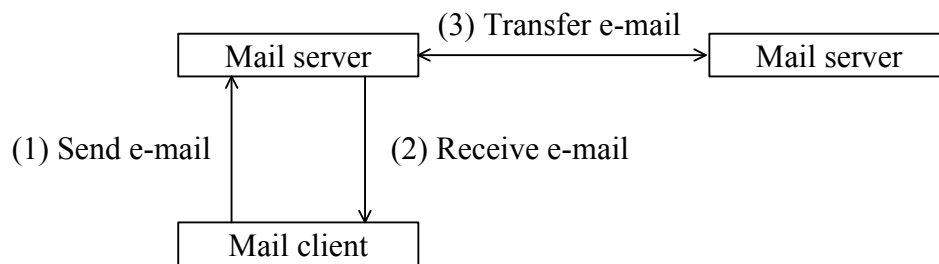 (3) Transfer e-mail
Mail server
Mail server
(1) Send e-mail
(2) Receive e-mail
Mail client